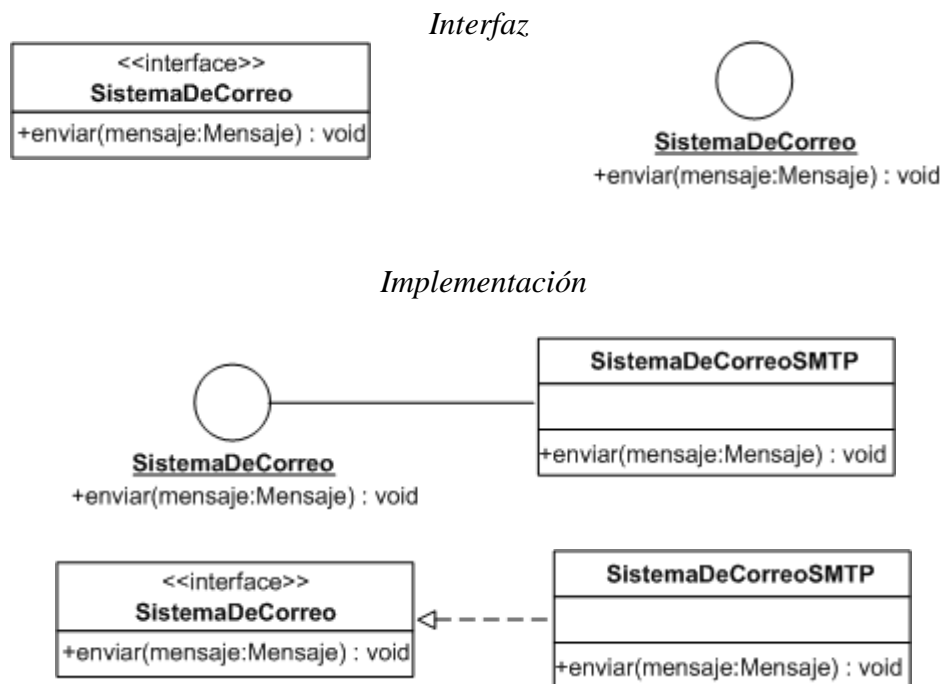 Interfaz
<<interface>>
SistemaDeCorreo
+enviar(mensaje:Mensaje) : void
SistemaDeCorreo
+enviar(mensaje:Mensaje) : void
Implementación
SistemaDeCorreo
+enviar(mensaje:Mensaje) : void
SistemaDeCorreoSMTP
+enviar(mensaje:Mensaje) : void
<<interface>>
SistemaDeCorreo
+enviar(mensaje:Mensaje) : void
SistemaDeCorreoSMTP
+enviar(mensaje:Mensaje) : void